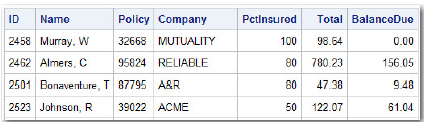 ID Name Policy Company PctInsured Total BalanceDue
2458 Murray, W 32668 MUTUALITY 100 98.64 0.00
2462 Almers, C 95824 RELIABLE 80 780.23 156.05
2501 Bonaventure, T 87795 A&R 80 47.38 9.48
2523 Johnson, R 39022 ACME 50 122.07 61.04